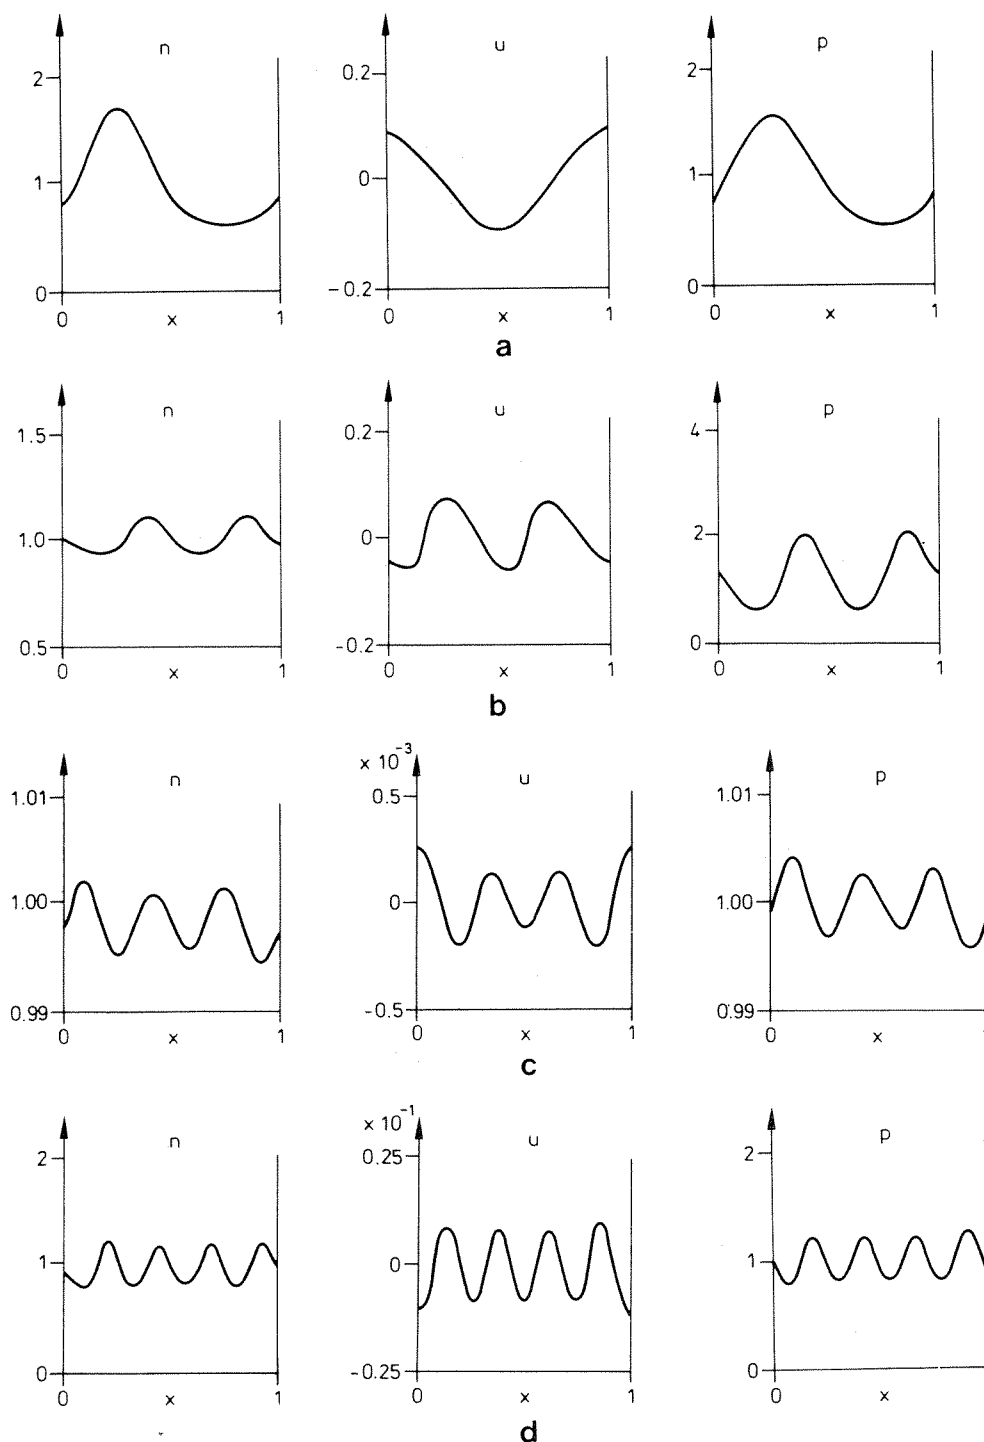 n u p
2 0.2 2
1 0 1
0 -0.2 0
0 x 1 0 x 1 0 x 1
a
n u p
1.5 0.2 4
1.0 0 2
0.5 -0.2 0
0 x 1 0 x 1 0 x 1
b
x 10⁻³
n u p
1.01 0.5 1.01
1.00 0 1.00
0.99 -0.5 0.99
0 x 1 0 x 1 0 x
c
x 10⁻¹
n u p
2 0.25 2
1 0 1
0 -0.25 0
0 x 1 0 x 1 0 x
d